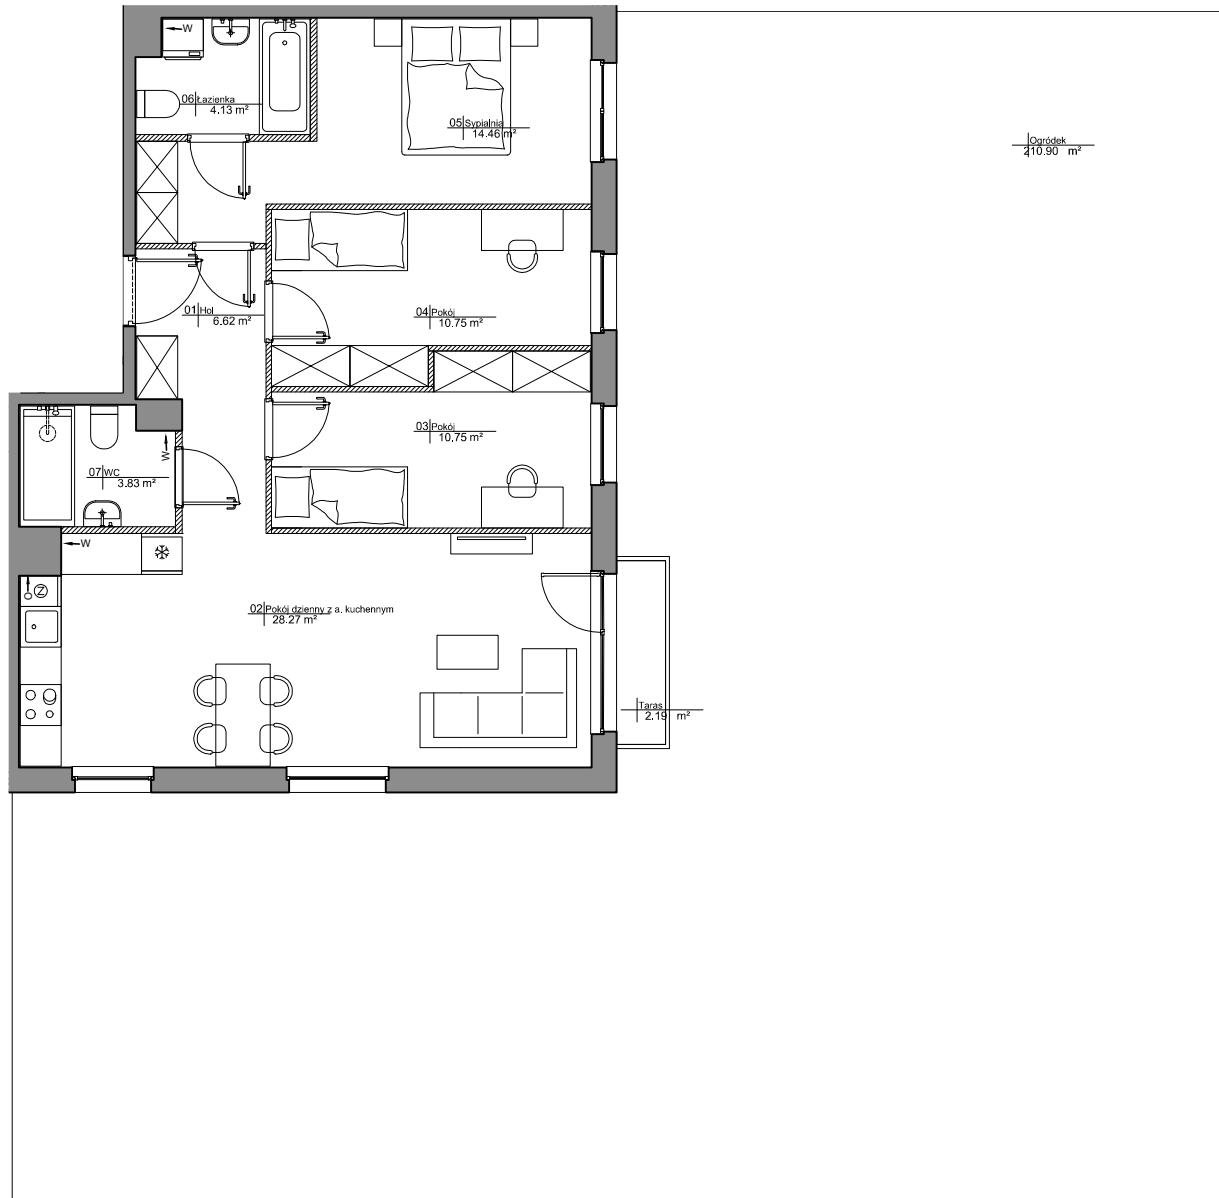 W
06 Łazienka
4.13 m²
05 Sypialnia
14.46 m²
Ogródek
210.90 m²
01 Hol
6.62 m²
04 Pokój
10.75 m²
03 Pokój
10.75 m²
W
07 WC
3.83 m²
W
Z
02 Pokój dzienny z a. kuchennym
28.27 m²
Taras
2.19 m²